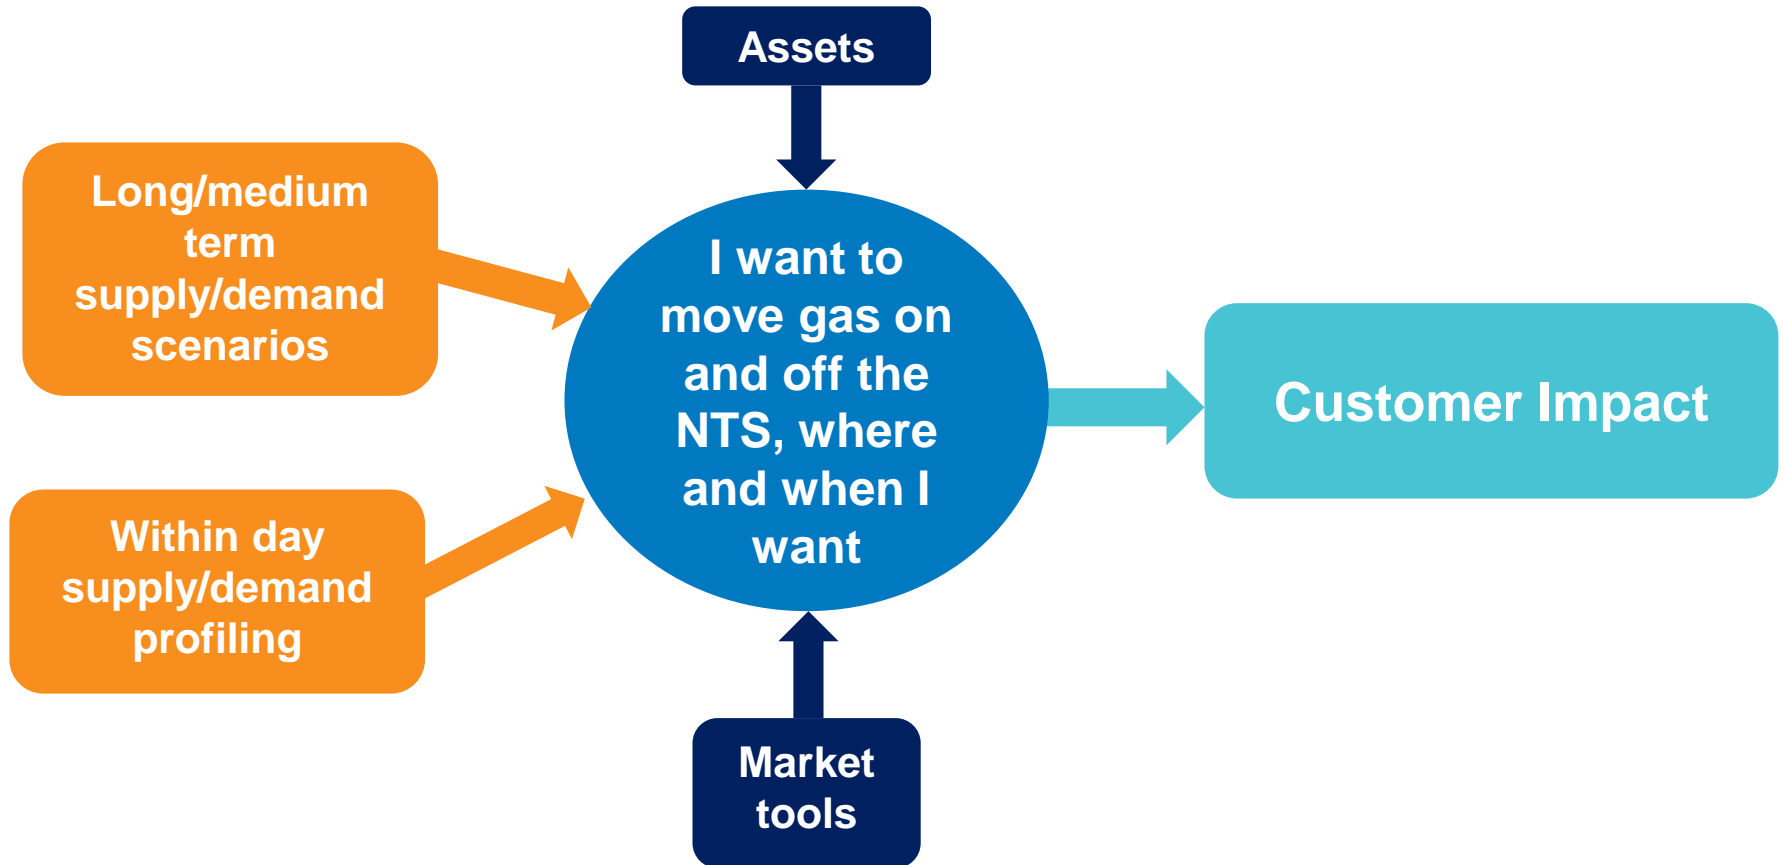 Assets
Long/medium
term
supply/demand
scenarios
I want to
move gas on
and off the
NTS, where
and when I
want
Customer Impact
Within day
supply/demand
profiling
Market
tools